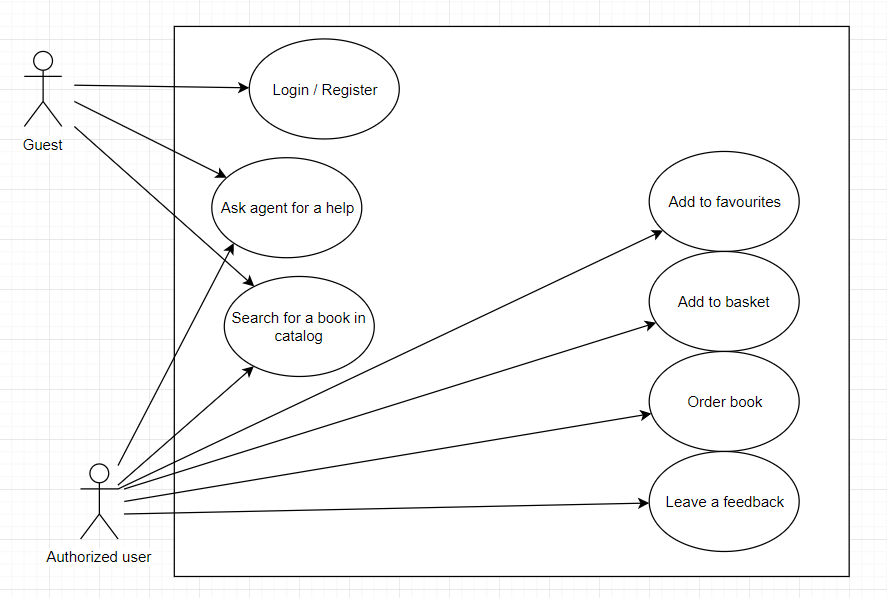 Login / Register
Guest
Ask agent for a help
Add to favourites
Search for a book in
catalog
Add to basket
Order book
Leave a feedback
Authorized user